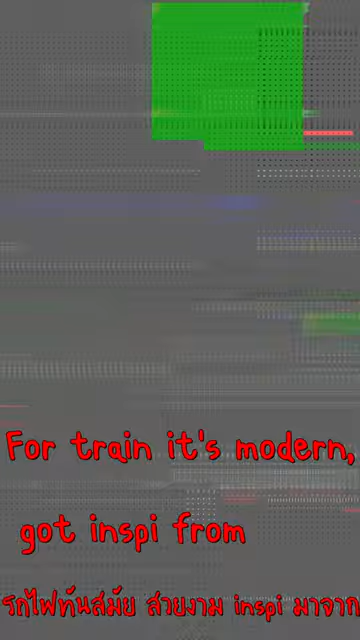 For train it's modern,
got inspi from
รถไฟทันสมัย สวยงาม inspi มาจาก